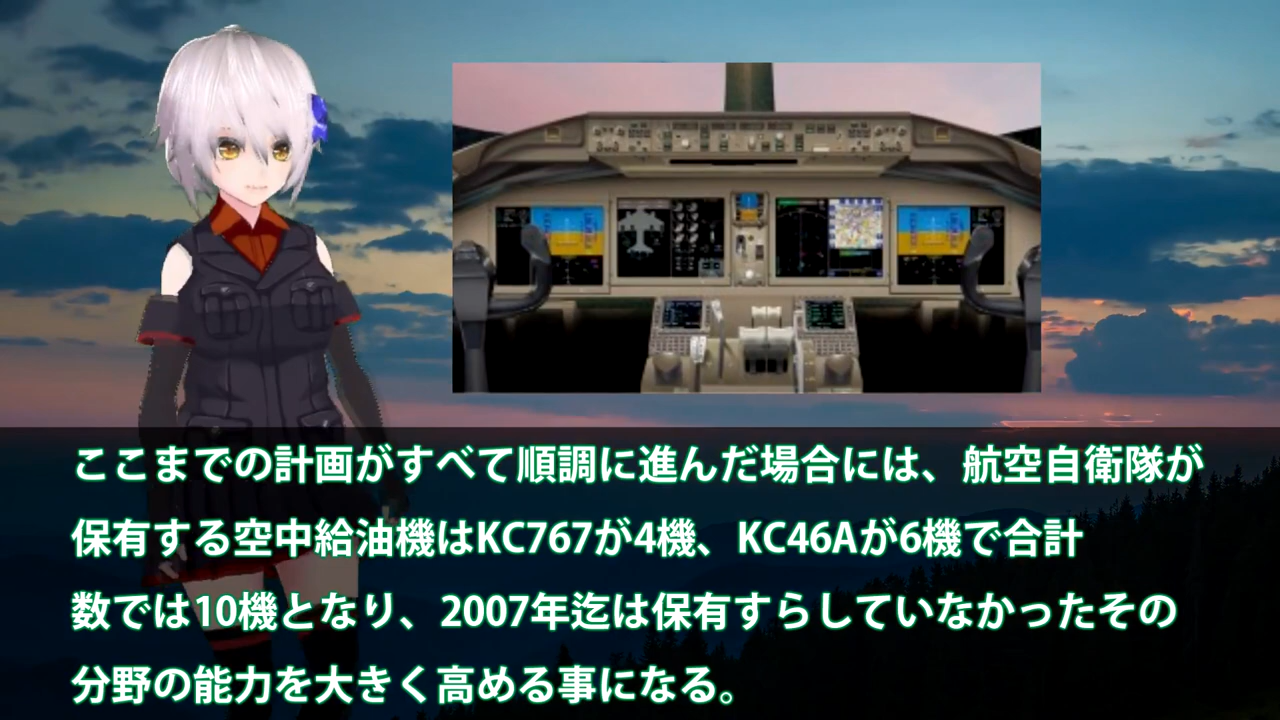 ここまでの計画がすべて順調に進んだ場合には、航空自衛隊が
保有する空中給油機はKC767が4機、KC46Aが6機で合計
数では10機となり、2007年迄は保有すらしていなかったその
分野の能力を大きく高める事になる。